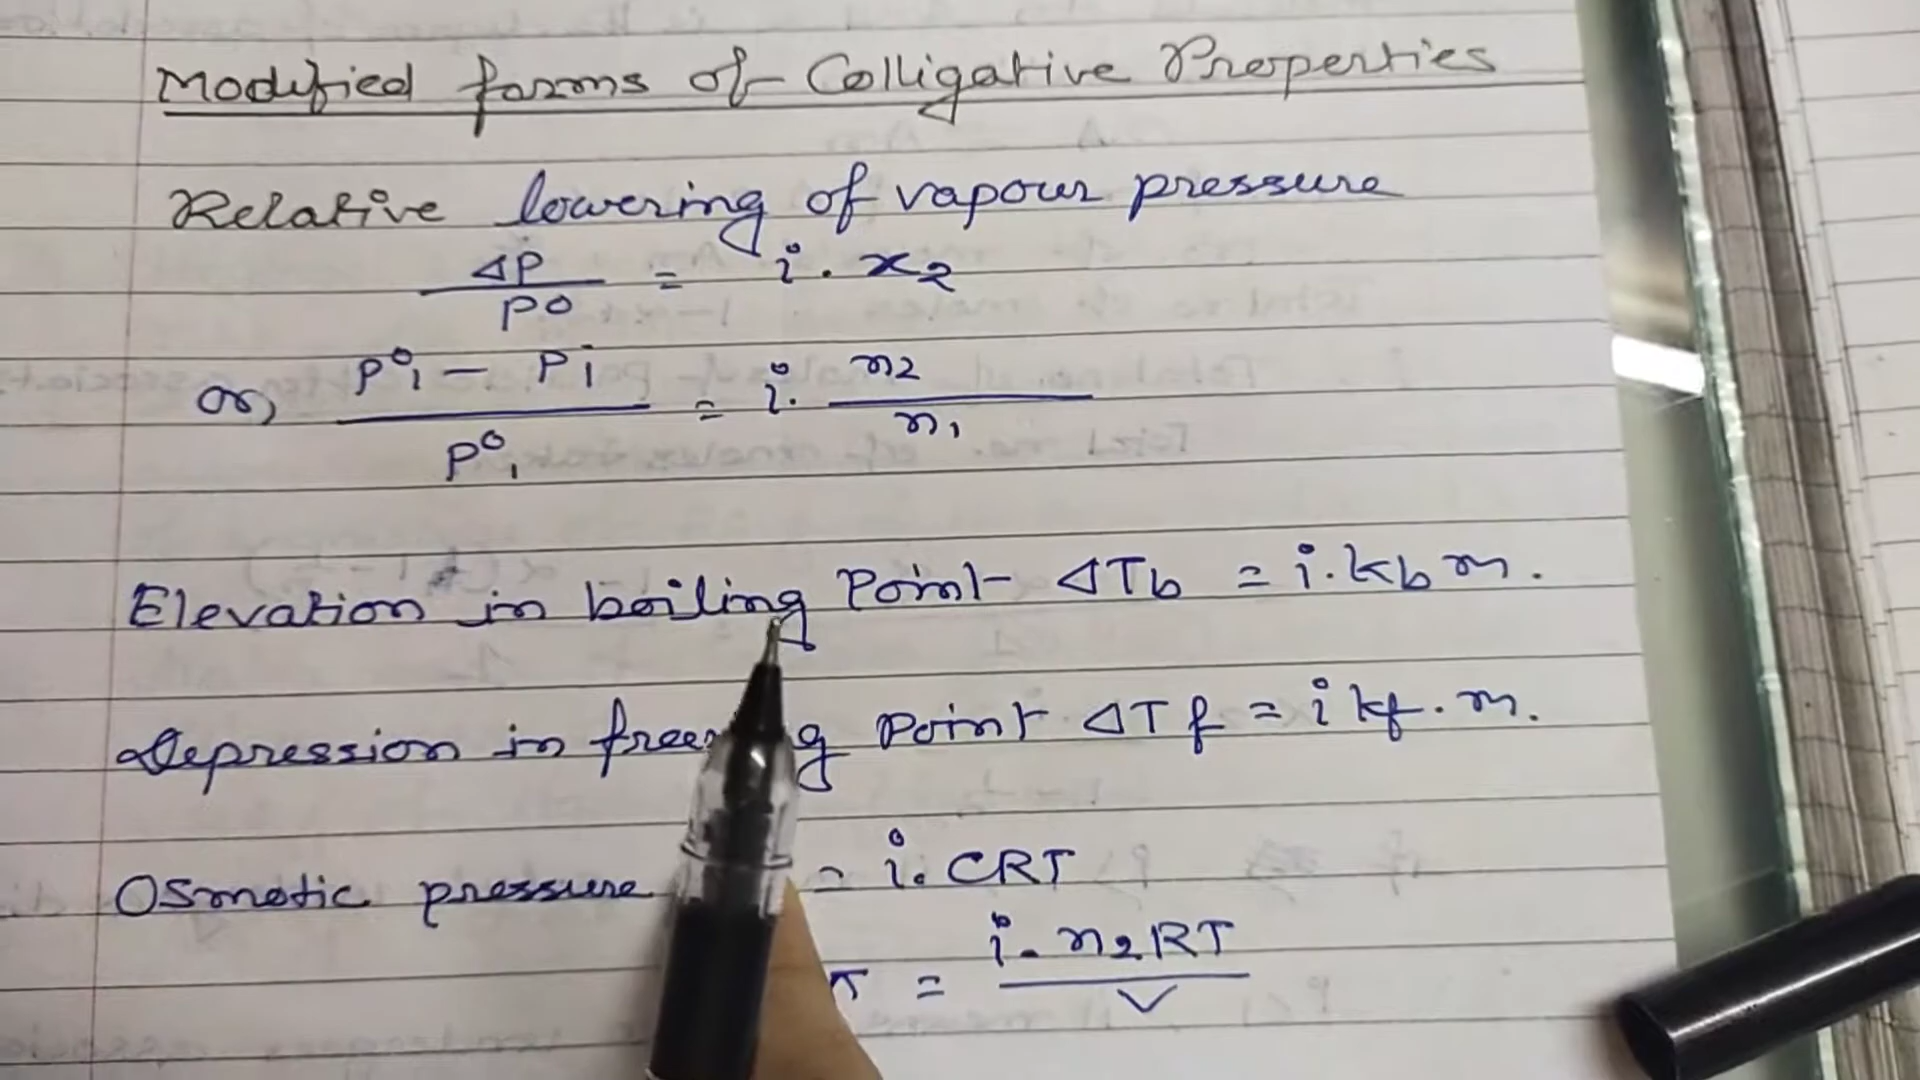 Modified forms of Colligative Properties
Relative lowering of vapour pressure
ΔP / P° = i . x₂
or, P°₁ - P₁ / P°₁ = i . n₂ / n₁
Elevation in boiling Point ΔTb = i . kb m .
Depression in freezing Point ΔTf = i kf . m .
Osmotic pressure = i . CRT
π = i . n₂RT / V